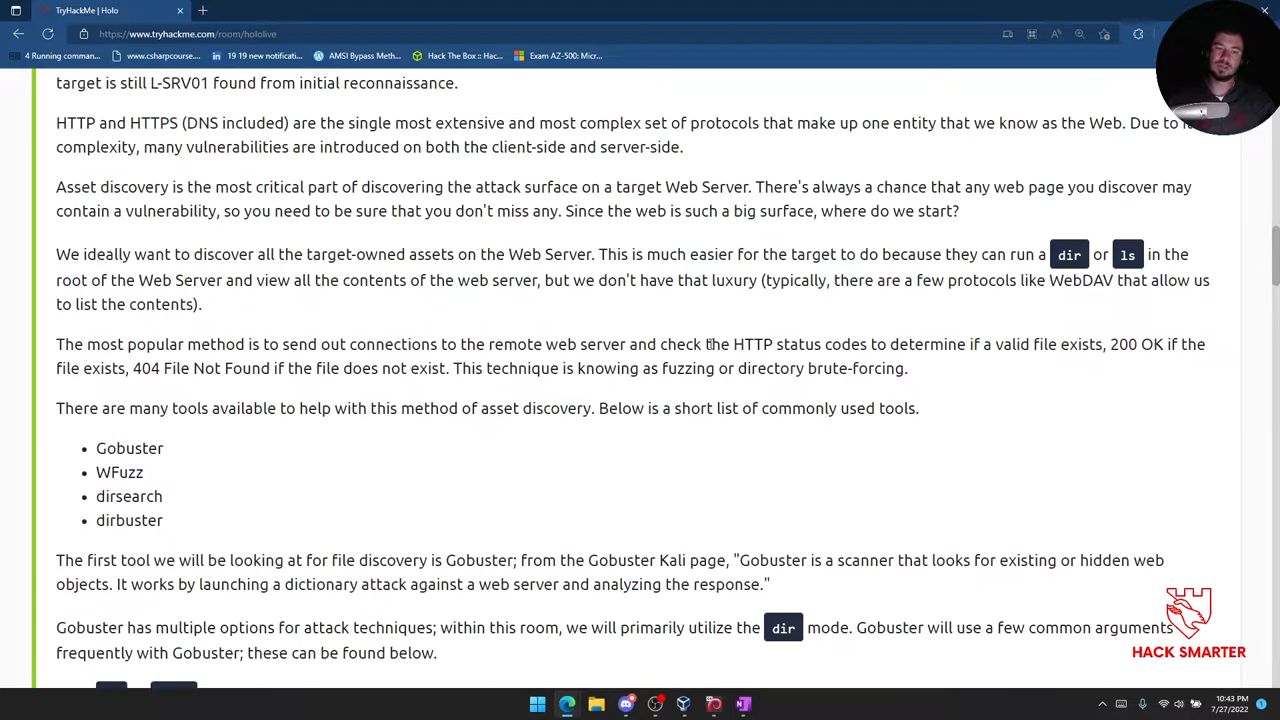 TryHackMe | Holo
https://www.tryhackme.com/room/hololive
4 Running comman...
www.csharpcourse....
19 19 new notificati...
AMSI Bypass Meth...
Hack The Box :: Hac...
Exam AZ-500: Micr...
target is still L-SRV01 found from initial reconnaissance.
HTTP and HTTPS (DNS included) are the single most extensive and most complex set of protocols that make up one entity that we know as the Web. Due to
complexity, many vulnerabilities are introduced on both the client-side and server-side.
Asset discovery is the most critical part of discovering the attack surface on a target Web Server. There's always a chance that any web page you discover may
contain a vulnerability, so you need to be sure that you don't miss any. Since the web is such a big surface, where do we start?
We ideally want to discover all the target-owned assets on the Web Server. This is much easier for the target to do because they can run a dir or ls in the
root of the Web Server and view all the contents of the web server, but we don't have that luxury (typically, there are a few protocols like WebDAV that allow us
to list the contents).
The most popular method is to send out connections to the remote web server and check the HTTP status codes to determine if a valid file exists, 200 OK if the
file exists, 404 File Not Found if the file does not exist. This technique is knowing as fuzzing or directory brute-forcing.
There are many tools available to help with this method of asset discovery. Below is a short list of commonly used tools.
Gobuster
WFuzz
dirsearch
dirbuster
The first tool we will be looking at for file discovery is Gobuster; from the Gobuster Kali page, "Gobuster is a scanner that looks for existing or hidden web
objects. It works by launching a dictionary attack against a web server and analyzing the response."
Gobuster has multiple options for attack techniques; within this room, we will primarily utilize the dir mode. Gobuster will use a few common arguments
frequently with Gobuster; these can be found below.
HACK SMARTER
10:43 PM
7/27/2022